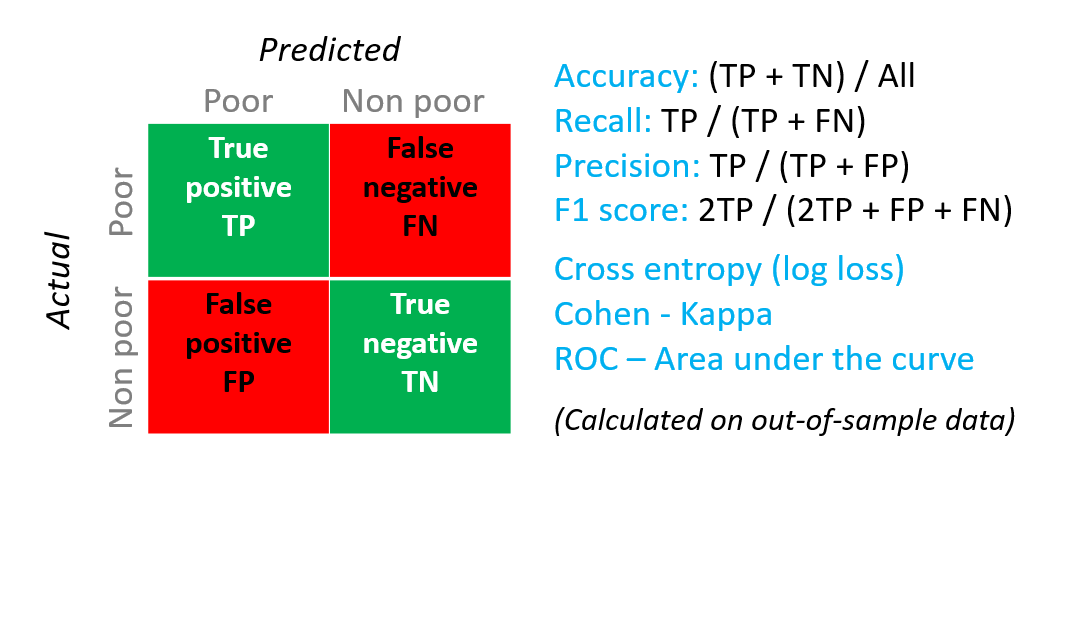 Predicted
Poor
Non poor
Actual
Poor
True
positive
TP
False
negative
FN
Non poor
False
positive
FP
True
negative
TN
Accuracy: (TP + TN) / All
Recall: TP / (TP + FN)
Precision: TP / (TP + FP)
F1 score: 2TP / (2TP + FP + FN)
Cross entropy (log loss)
Cohen - Kappa
ROC – Area under the curve
(Calculated on out-of-sample data)